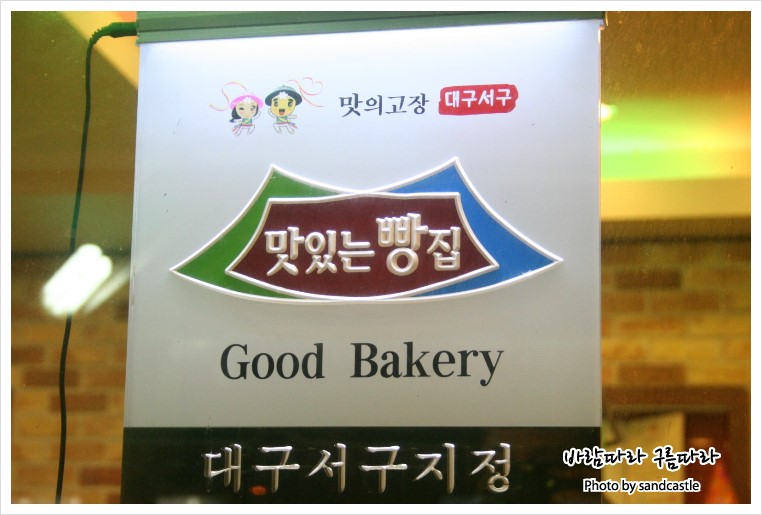 맛의고장 대구서구
맛있는 빵집
Good Bakery
대구서구지정
바람따라 구름따라
Photo by sandcastle